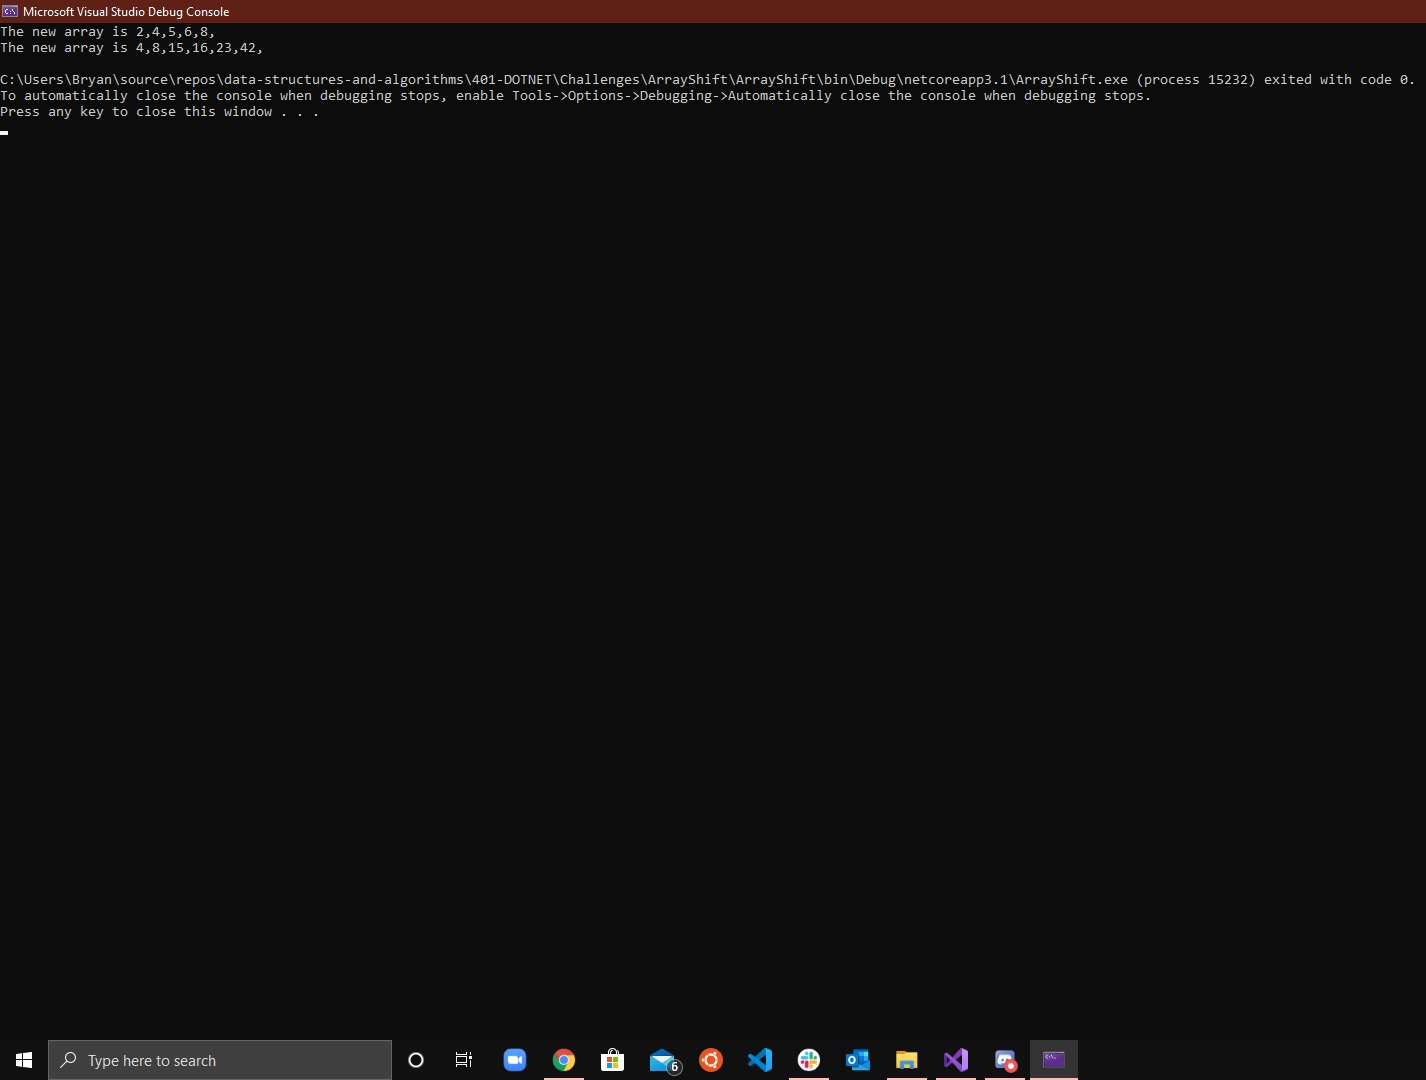 Microsoft Visual Studio Debug Console
The new array is 2,4,5,6,8,
The new array is 4,8,15,16,23,42,
C:\Users\Bryan\source\repos\data-structures-and-algorithms\401-DOTNET\Challenges\ArrayShift\ArrayShift\bin\Debug\netcoreapp3.1\ArrayShift.exe (process 15232) exited with code 0.
To automatically close the console when debugging stops, enable Tools->Options->Debugging->Automatically close the console when debugging stops.
Press any key to close this window . . .
Type here to search
6